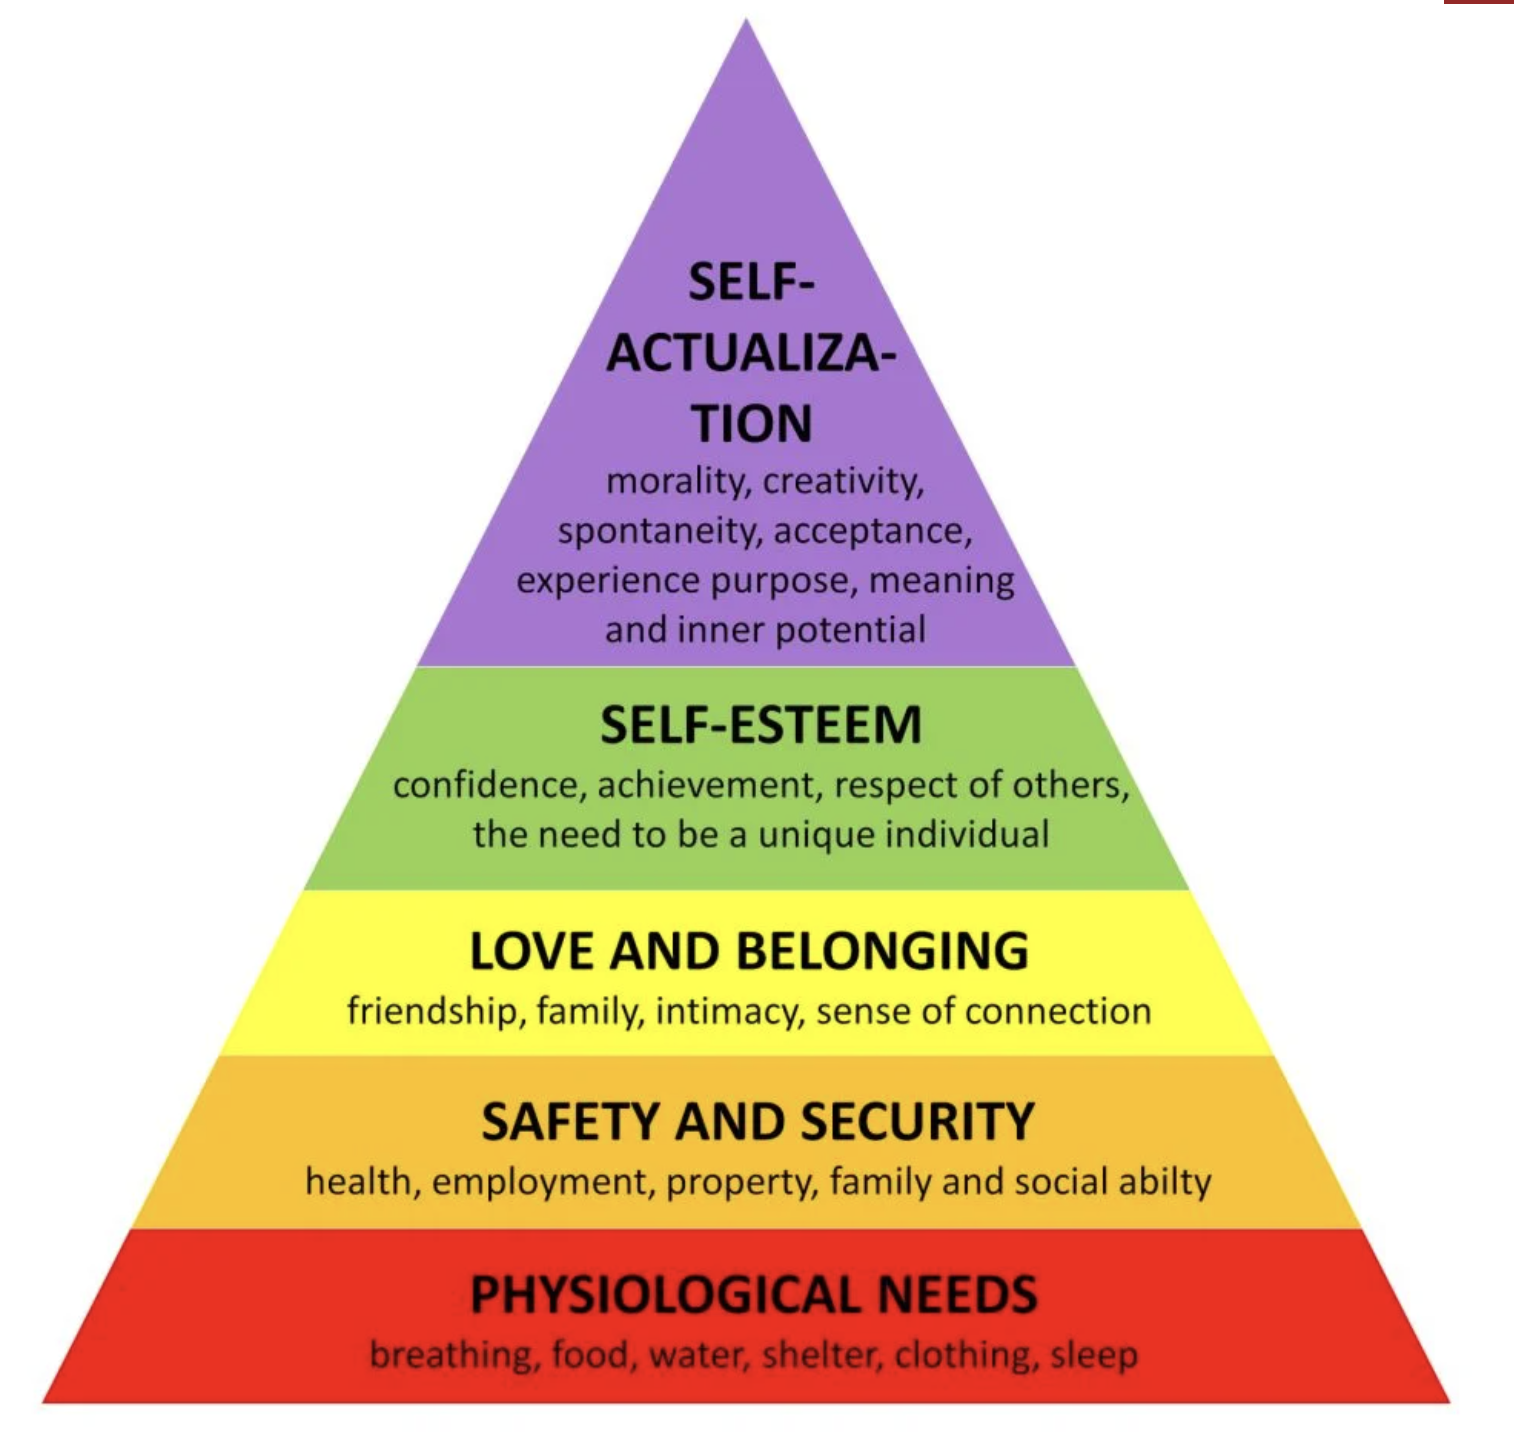 SELF-
ACTUALIZA-
TION
morality, creativity,
spontaneity, acceptance,
experience purpose, meaning
and inner potential
SELF-ESTEEM
confidence, achievement, respect of others,
the need to be a unique individual
LOVE AND BELONGING
friendship, family, intimacy, sense of connection
SAFETY AND SECURITY
health, employment, property, family and social abilty
PHYSIOLOGICAL NEEDS
breathing, food, water, shelter, clothing, sleep